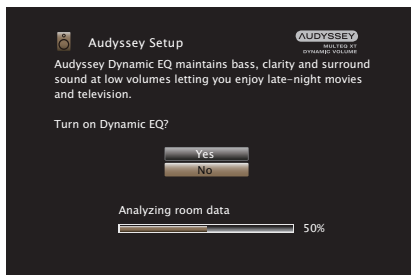 Audyssey Setup
AUDYSSEY
MULTEQ XT
DYNAMIC VOLUME
Audyssey Dynamic EQ maintains bass, clarity and surround
sound at low volumes letting you enjoy late-night movies
and television.
Turn on Dynamic EQ?
Yes
No
Analyzing room data
50%